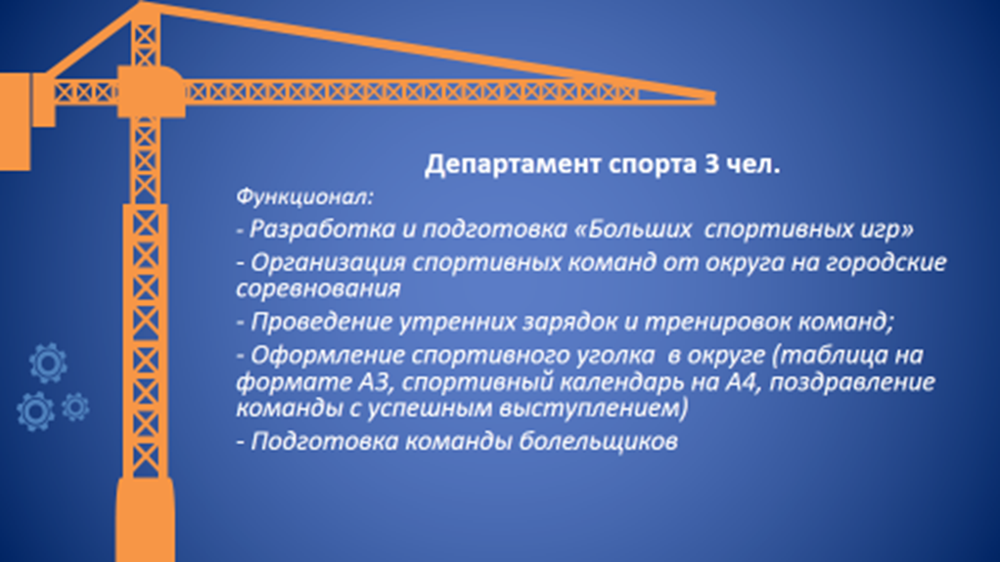 Департамент спорта 3 чел.
Функционал:
- Разработка и подготовка «Больших  спортивных игр»
- Организация спортивных команд от округа на городские
соревнования
- Проведение утренних зарядок и тренировок команд;
- Оформление спортивного уголка  в округе (таблица на
формате А3, спортивный календарь на А4, поздравление
команды с успешным выступлением)
- Подготовка команды болельщиков